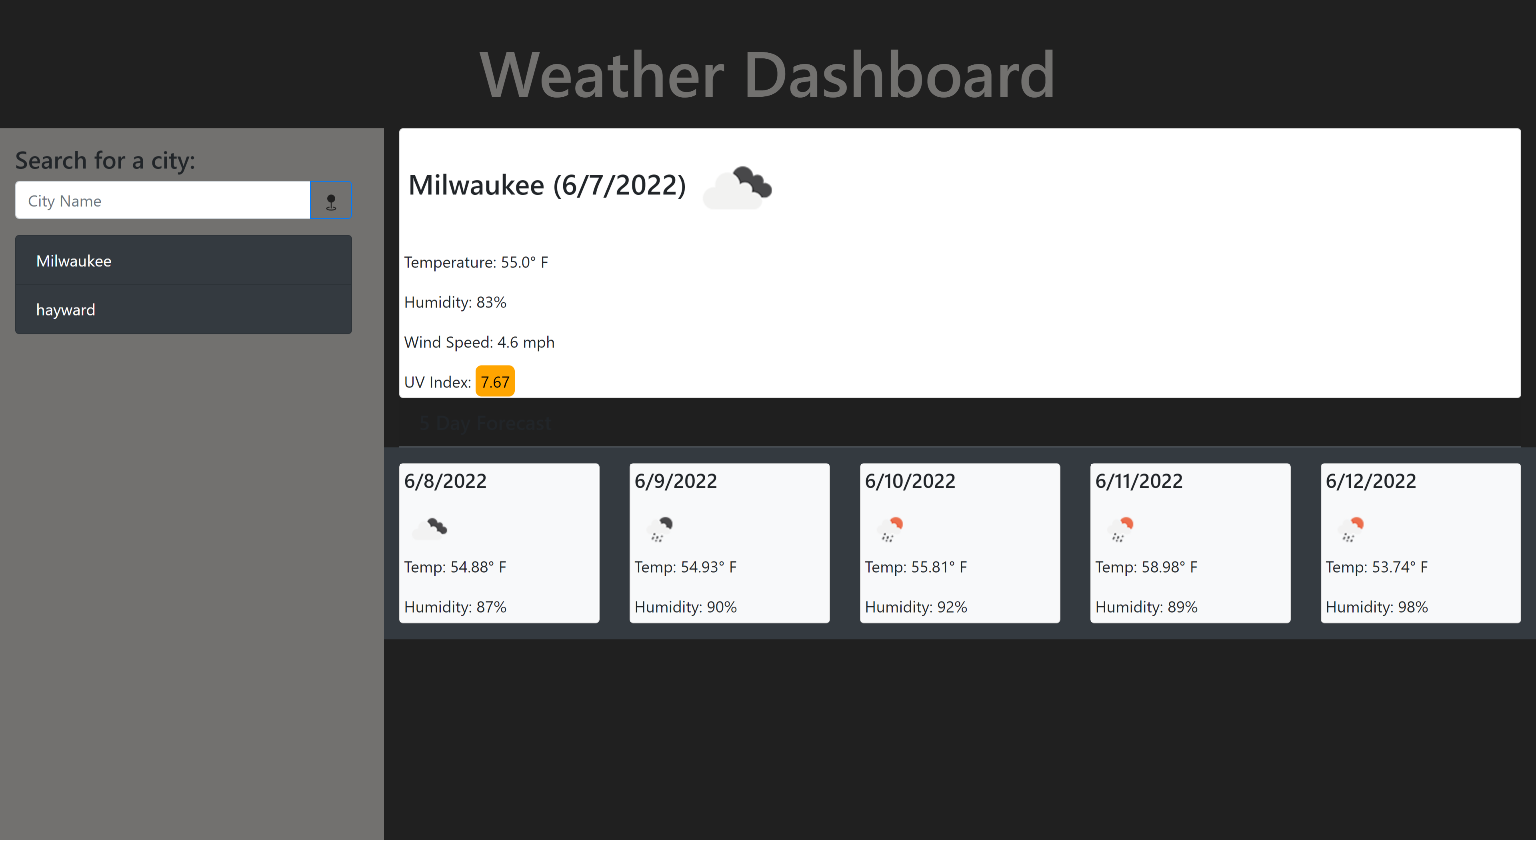 Weather Dashboard
Search for a city:
City Name
Milwaukee
hayward
Milwaukee (6/7/2022)
Temperature: 55.0° F
Humidity: 83%
Wind Speed: 4.6 mph
UV Index: 7.67
5 Day Forecast
6/8/2022
Temp: 54.88° F
Humidity: 87%
6/9/2022
Temp: 54.93° F
Humidity: 90%
6/10/2022
Temp: 55.81° F
Humidity: 92%
6/11/2022
Temp: 58.98° F
Humidity: 89%
6/12/2022
Temp: 53.74° F
Humidity: 98%